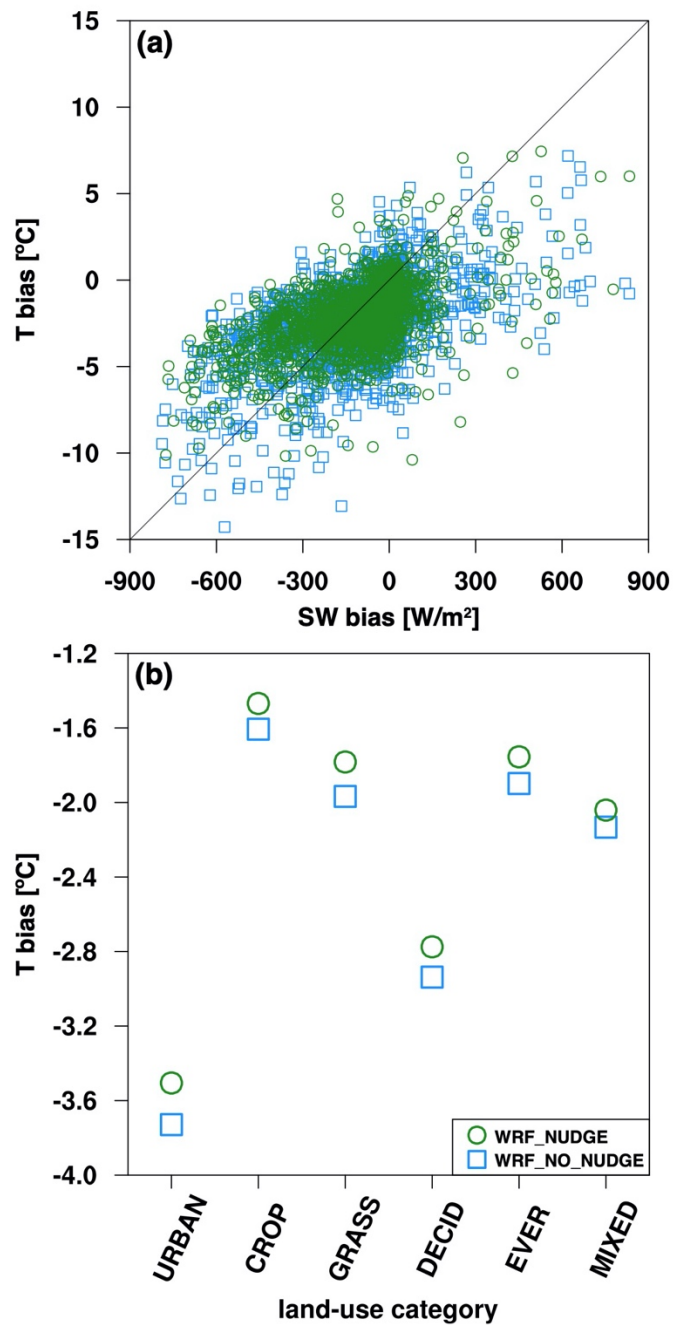 (a)
15
10
5
0
-5
-10
-15
T bias [ºC]
-900 -600 -300 0 300 600 900
SW bias [W/m²]
(b)
-1.2
-1.6
-2.0
-2.4
-2.8
-3.2
-3.6
-4.0
T bias [ºC]
WRF_NUDGE
WRF_NO_NUDGE
URBAN CROP GRASS DECID EVER MIXED
land-use category